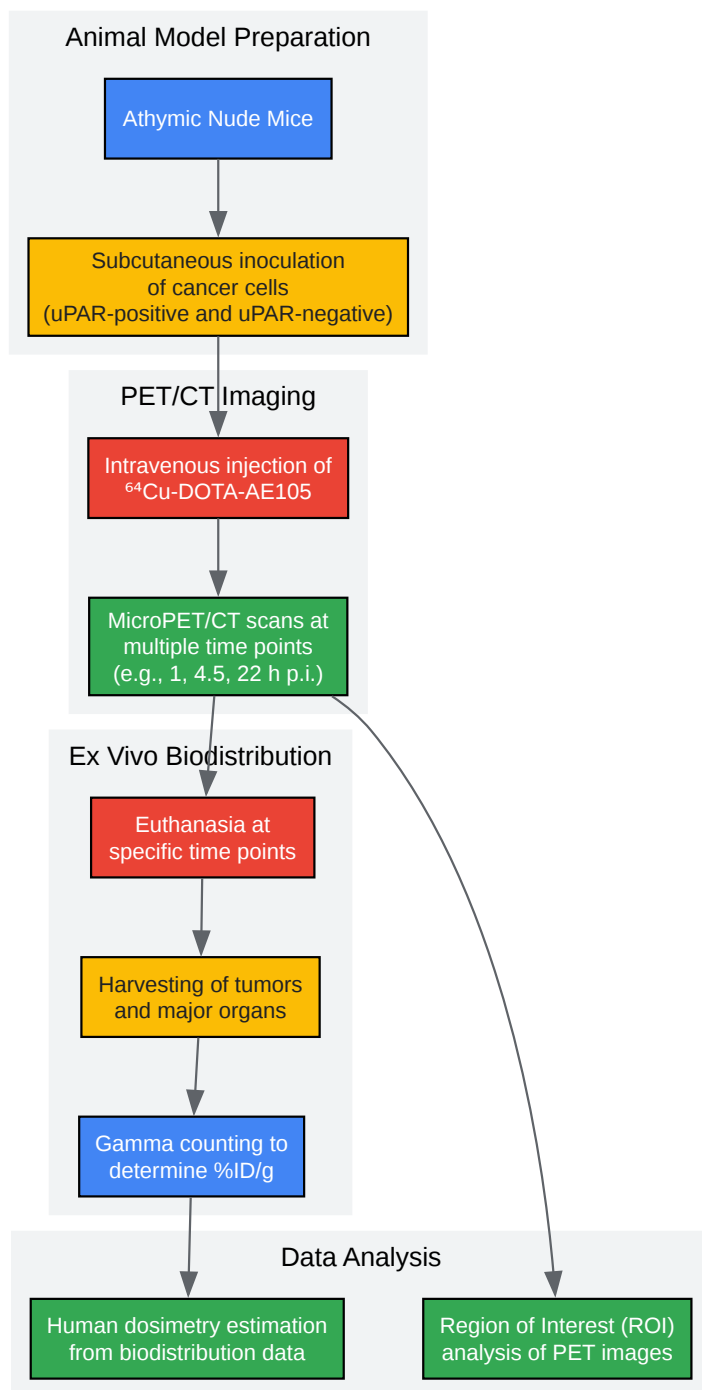 Animal Model Preparation
Athymic Nude Mice
Subcutaneous inoculation
of cancer cells
(uPAR-positive and uPAR-negative)
PET/CT Imaging
Intravenous injection of
⁶⁴Cu-DOTA-AE105
MicroPET/CT scans at
multiple time points
(e.g., 1, 4.5, 22 h p.i.)
Ex Vivo Biodistribution
Euthanasia at
specific time points
Harvesting of tumors
and major organs
Gamma counting to
determine %ID/g
Data Analysis
Human dosimetry estimation
from biodistribution data
Region of Interest (ROI)
analysis of PET images